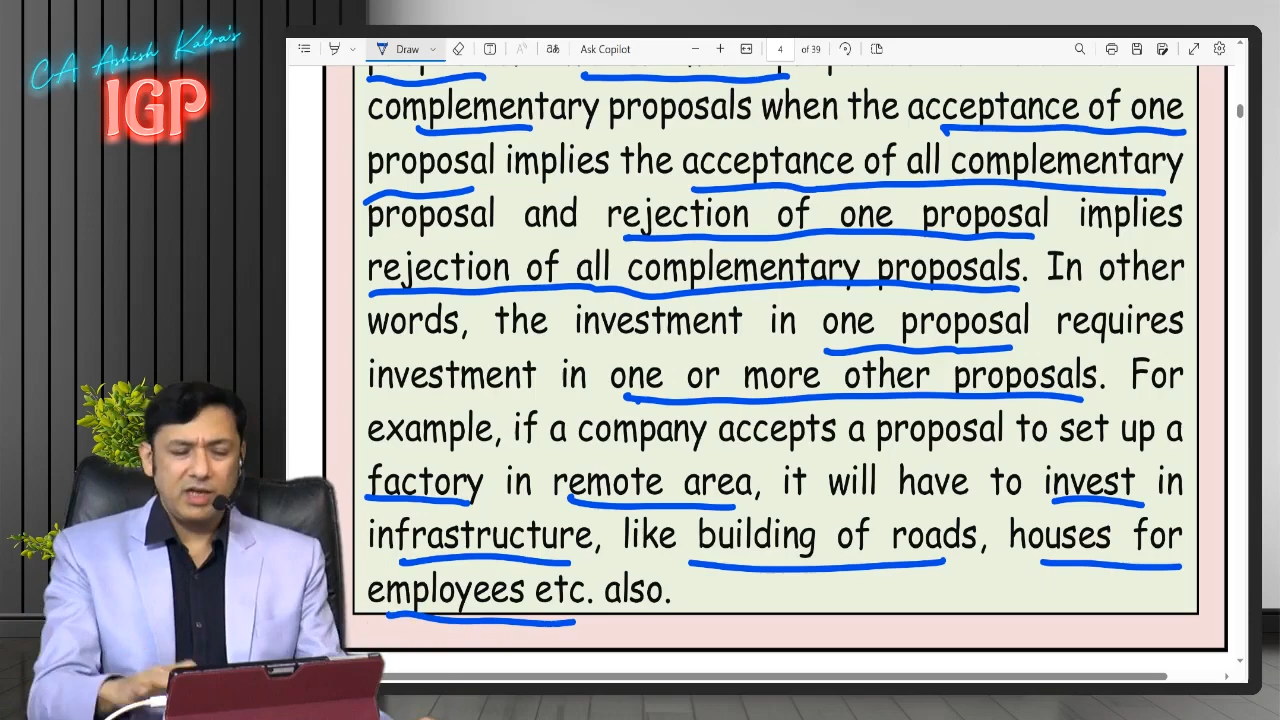 CA Ashish Kalra's
IGP
Draw
Ask Copilot
4 of 39
complementary proposals when the acceptance of one
proposal implies the acceptance of all complementary
proposal and rejection of one proposal implies
rejection of all complementary proposals. In other
words, the investment in one proposal requires
investment in one or more other proposals. For
example, if a company accepts a proposal to set up a
factory in remote area, it will have to invest in
infrastructure, like building of roads, houses for
employees etc. also.